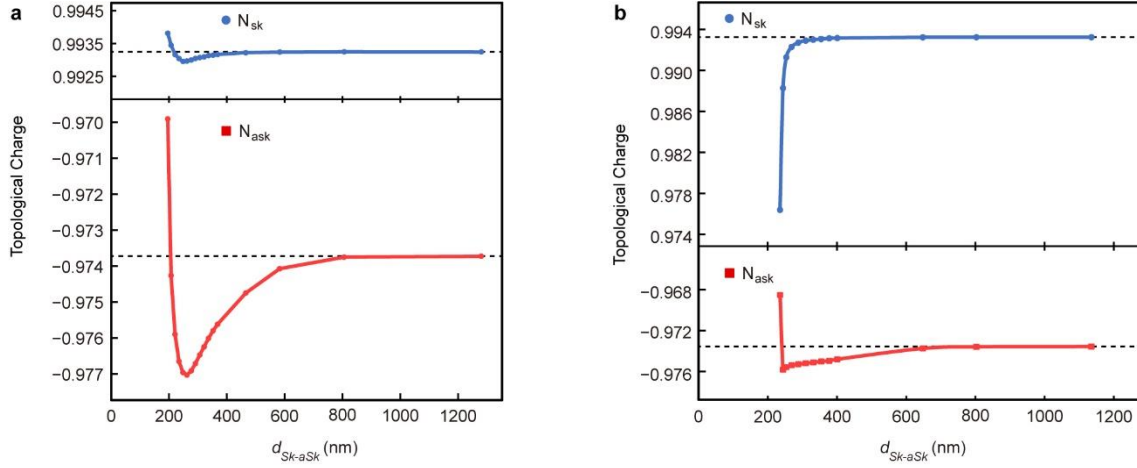 a
0.9945
0.9935
0.9925
N_sk
−0.970
−0.971
−0.972
−0.973
−0.974
−0.975
−0.976
−0.977
N_ask
Topological Charge
0 200 400 600 800 1000 1200
d_Sk-aSk (nm)
b
0.994
0.990
0.986
0.982
0.978
0.974
N_sk
−0.968
−0.972
−0.976
N_ask
Topological Charge
0 200 400 600 800 1000 1200
d_Sk-aSk (nm)